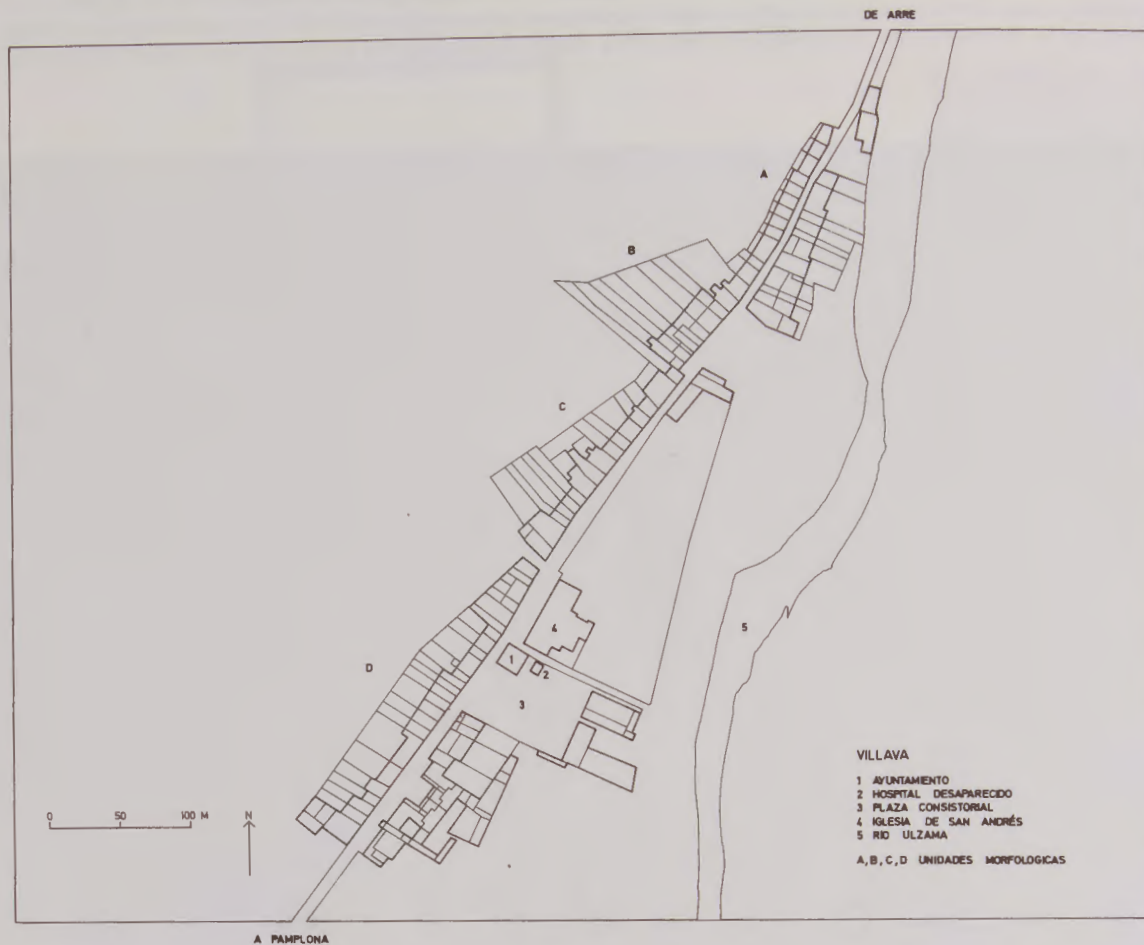 DE ARRE
A
B
C
4
1
2
5
D
3
VILLAVA
1 AYUNTAMIENTO
2 HOSPITAL DESAPARECIDO
3 PLAZA CONSISTORIAL
4 IGLESIA DE SAN ANDRÉS
5 RIO ULZAMA
A, B, C, D UNIDADES MORFOLOGICAS
0 50 100 M N
A PAMPLONA